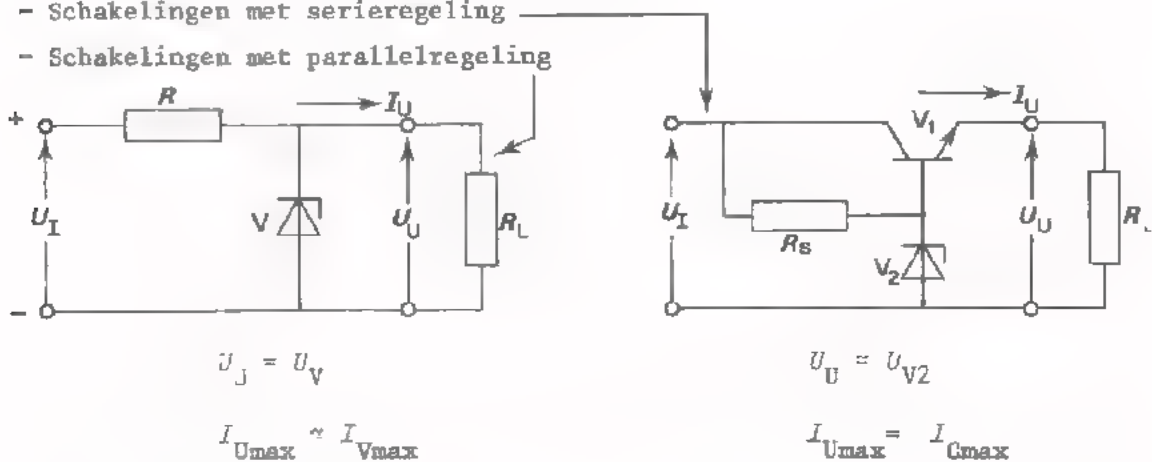 - Schakelingen met serieregeling
- Schakelingen met parallelregeling
R
I_U
+
U_I
V
U_U
R_L
-
V_1
I_U
U_I
R_S
V_2
U_U
R_L
U_U = U_V
U_U = U_V2
I_Umax ≈ I_Vmax
I_Umax = I_Cmax